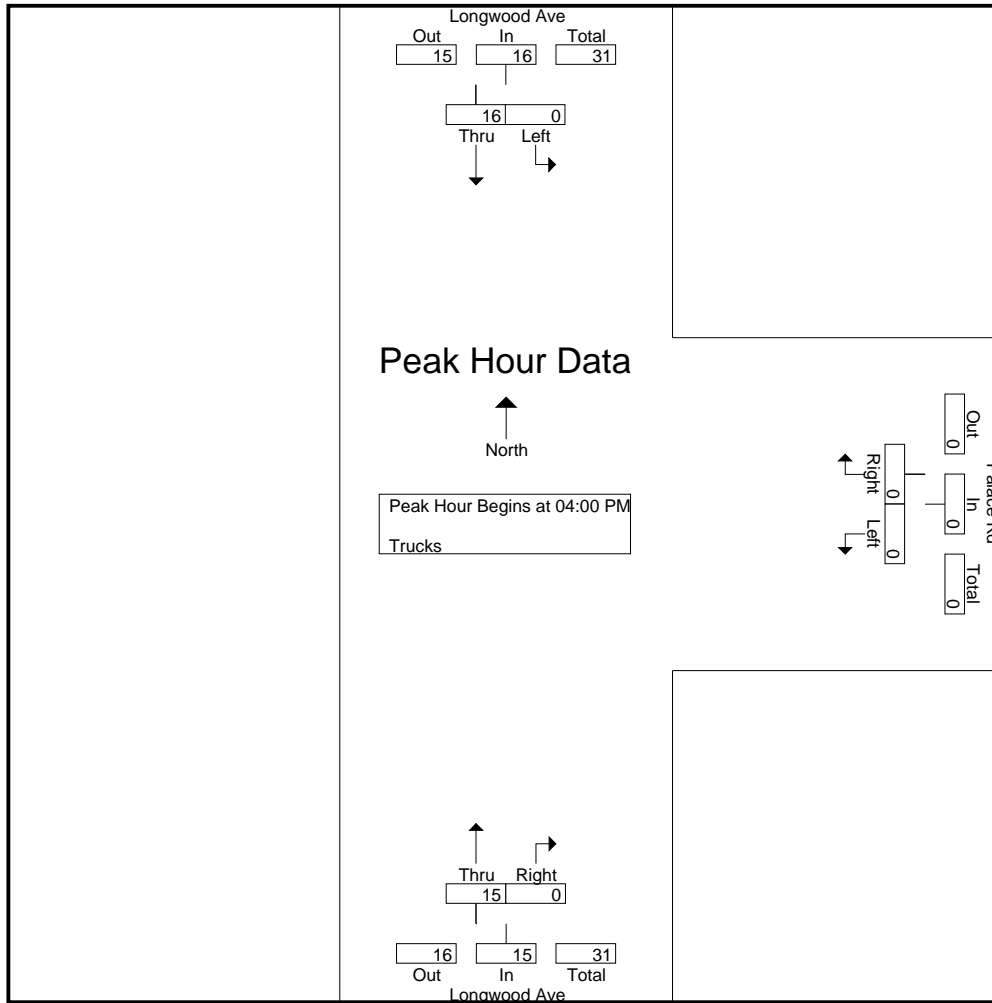 Longwood Ave
Out In Total
15 16 31
16 0
Thru Left
Peak Hour Data
North
Peak Hour Begins at 04:00 PM
Trucks
Right Left
0 0
Out In Total
0 0 0
Palace Rd
Thru Right
15 0
16 15 31
Out In Total
Longwood Ave